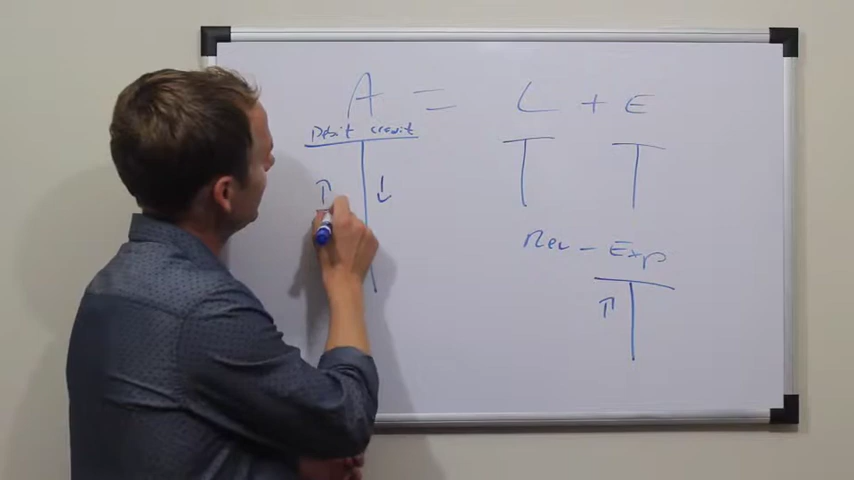 A = L + E
Debit credit
↑ ↓
Rev - Exp
↑